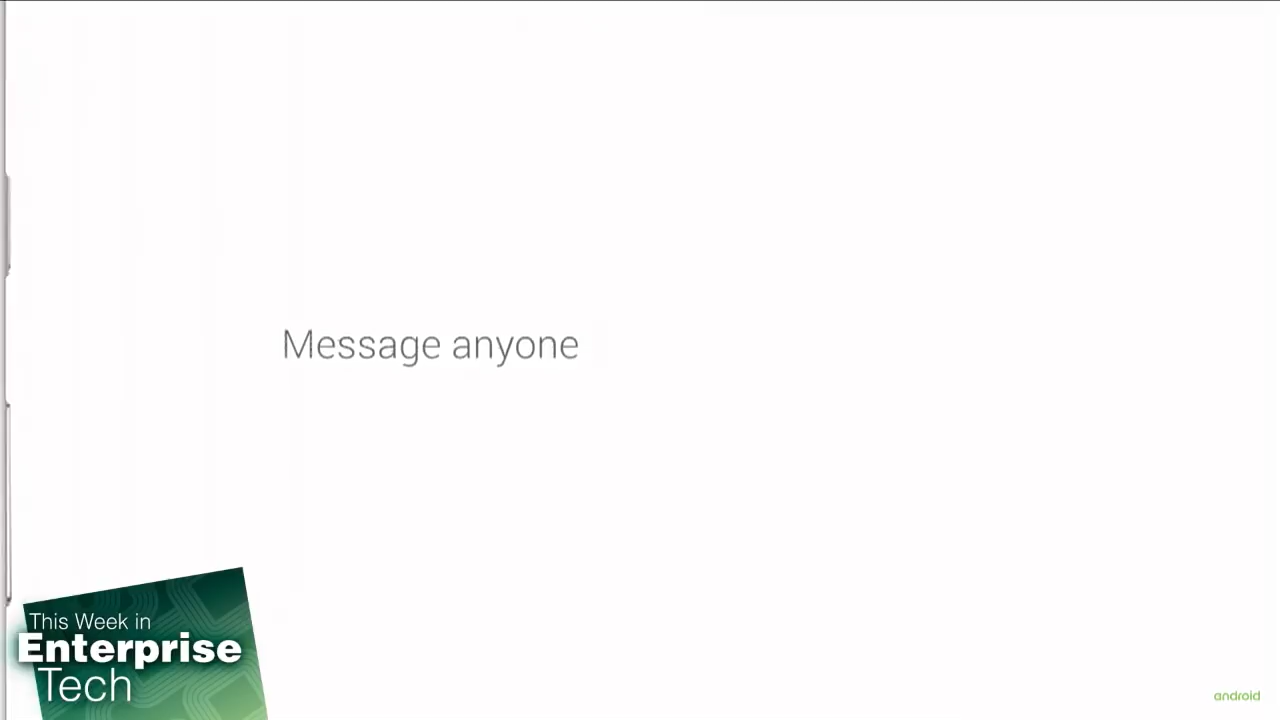 Message anyone
This Week in
Enterprise
Tech
android